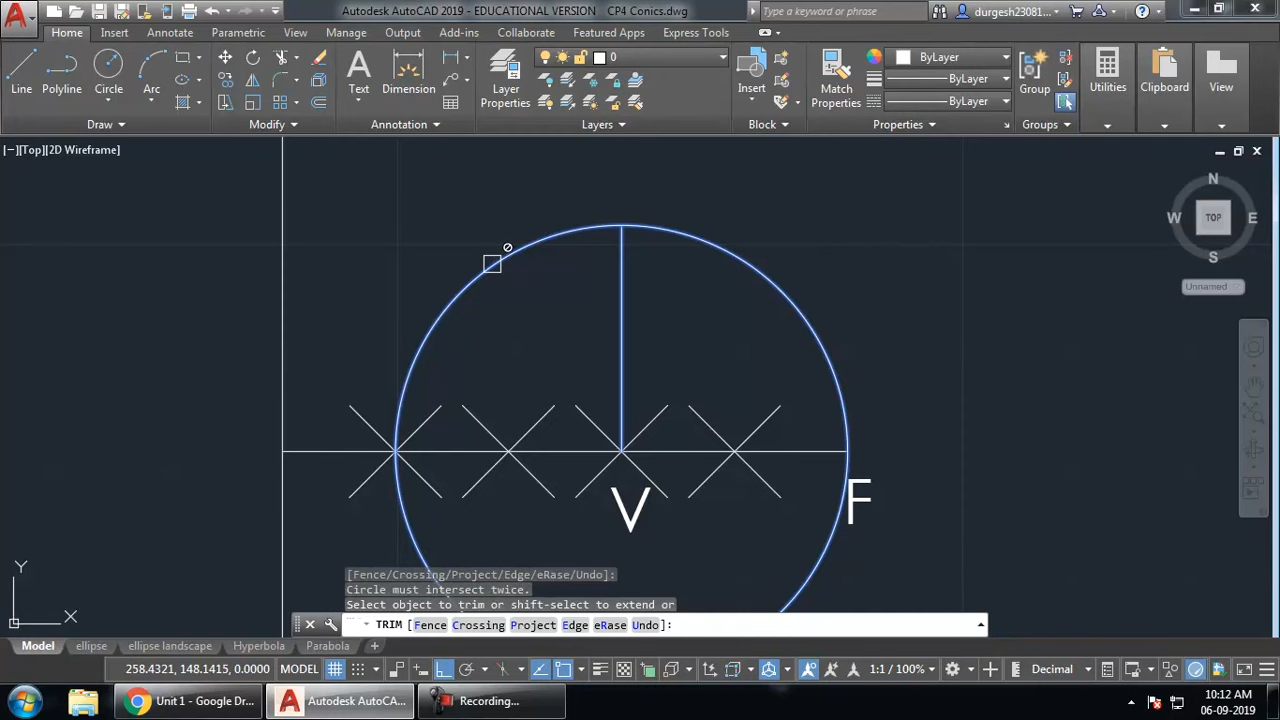 Autodesk AutoCAD 2019 - EDUCATIONAL VERSION CP4 Conics.dwg
Type a keyword or phrase
durgesh23081...
Home Insert Annotate Parametric View Manage Output Add-ins Collaborate Featured Apps Express Tools
Line Polyline Circle Arc
Draw
Modify
Text Dimension
Annotation
Layer Properties
0
Layers
Insert
Block
Match Properties
ByLayer
ByLayer
ByLayer
Properties
Group
Groups
Utilities
Clipboard
View
[−][Top][2D Wireframe]
N
W TOP E
S
Unnamed
V
F
Y
X
[Fence/Crossing/Project/Edge/eRase/Undo]:
Circle must intersect twice.
Select object to trim or shift-select to extend or
TRIM [Fence Crossing Project Edge eRase Undo]:
Model ellipse ellipse landscape Hyperbola Parabola +
258.4321, 148.1415, 0.0000 MODEL 1:1 / 100% Decimal
Unit 1 - Google Dr...
Autodesk AutoCA...
Recording...
10:12 AM
06-09-2019